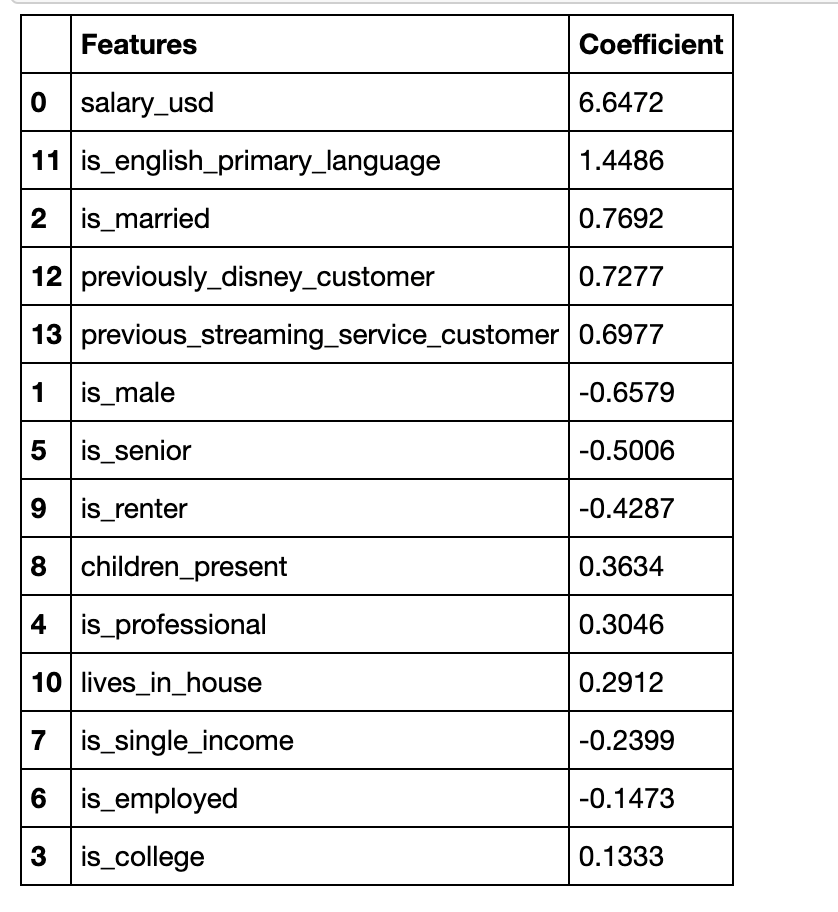 Features Coefficient
0 salary_usd 6.6472
11 is_english_primary_language 1.4486
2 is_married 0.7692
12 previously_disney_customer 0.7277
13 previous_streaming_service_customer 0.6977
1 is_male -0.6579
5 is_senior -0.5006
9 is_renter -0.4287
8 children_present 0.3634
4 is_professional 0.3046
10 lives_in_house 0.2912
7 is_single_income -0.2399
6 is_employed -0.1473
3 is_college 0.1333